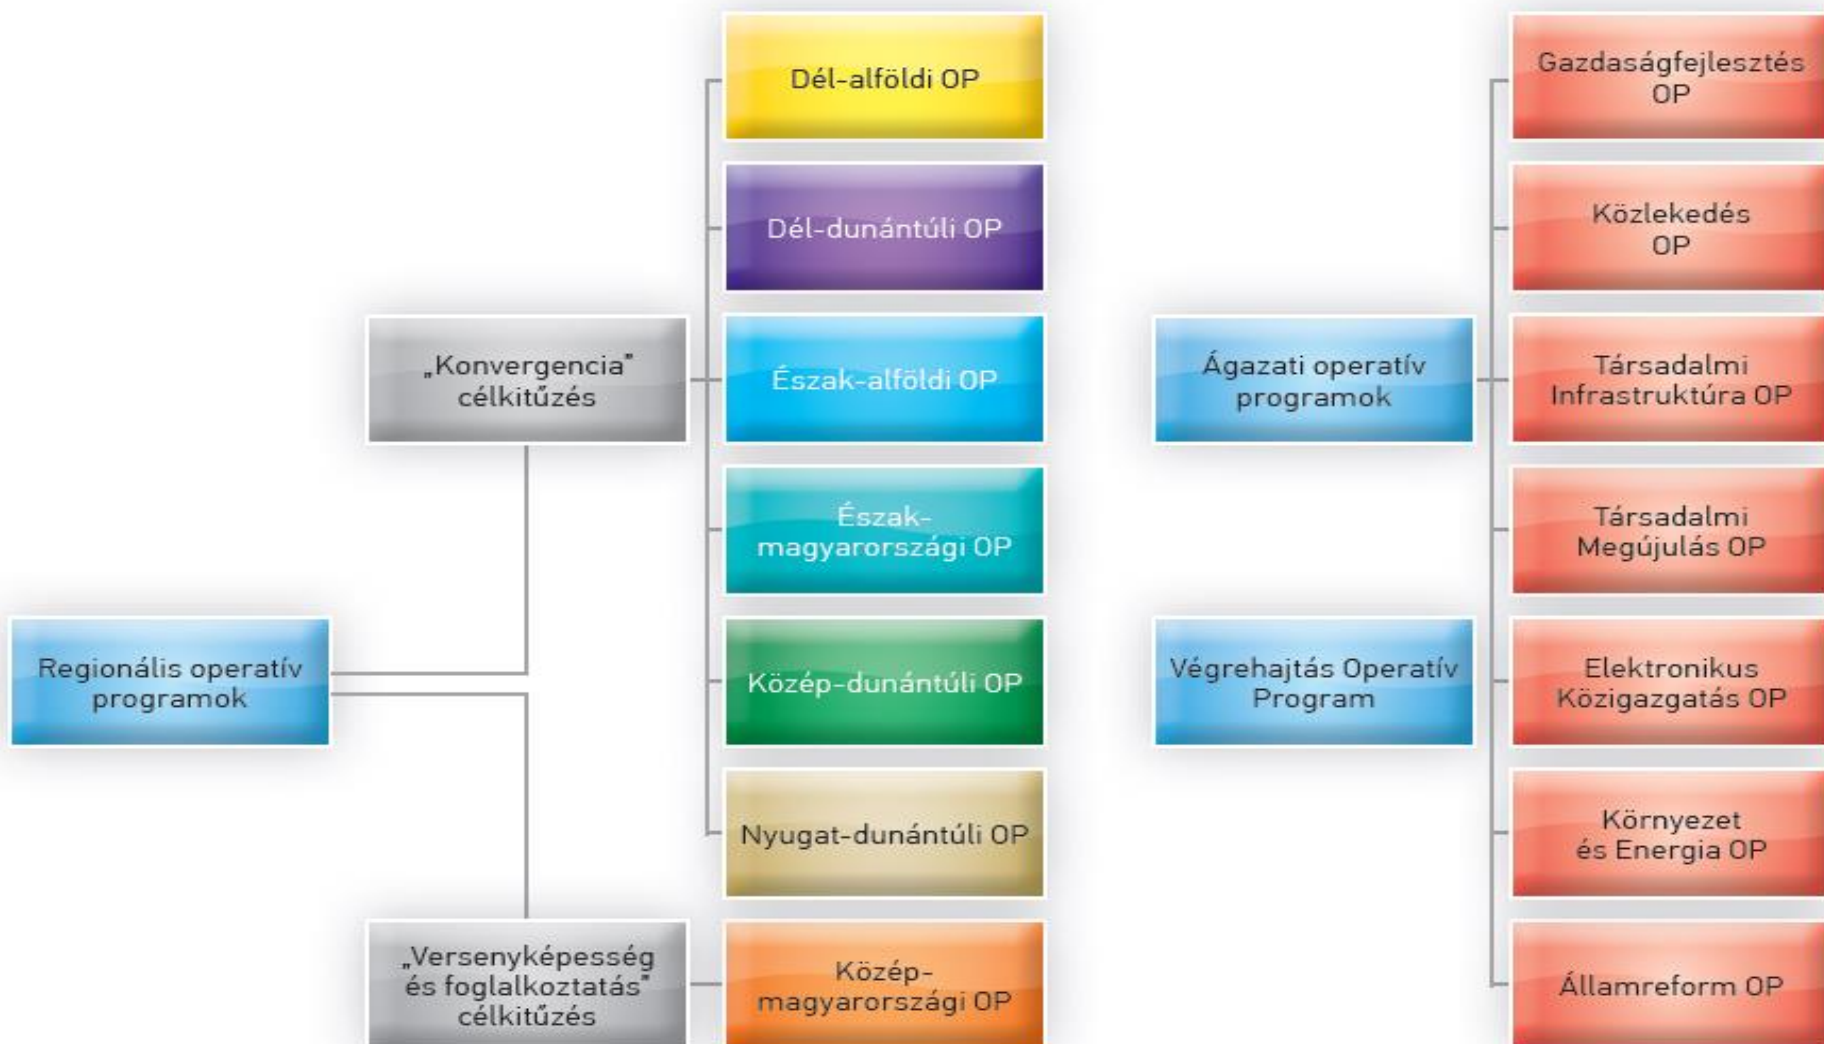 Regionális operatív
programok
„Konvergencia”
célkitűzés
Dél-alföldi OP
Dél-dunántúli OP
Észak-alföldi OP
Észak-
magyarországi OP
Közép-dunántúli OP
Nyugat-dunántúli OP
„Versenyképesség
és foglalkoztatás”
célkitűzés
Közép-
magyarországi OP
Ágazati operatív
programok
Gazdaságfejlesztés
OP
Közlekedés
OP
Társadalmi
Infrastruktúra OP
Társadalmi
Megújulás OP
Elektronikus
Közigazgatás OP
Környezet
és Energia OP
Államreform OP
Végrehajtás Operatív
Program